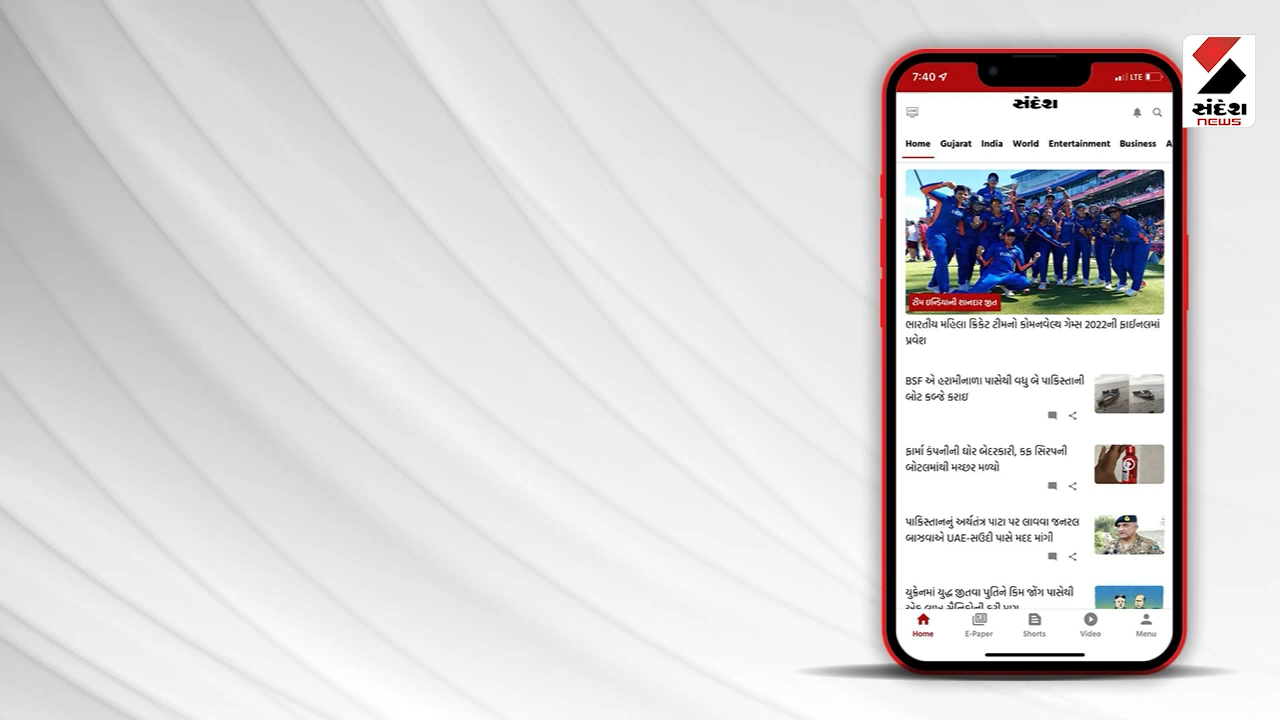 7:40
LTE
સંદેશ
સંદેશ
NEWS
Home Gujarat India World Entertainment Business A
ટીમ ઇન્ડિયાની શાનદાર જીત
ભારતીય મહિલા ક્રિકેટ ટીમનો કોમનવેલ્થ ગેમ્સ 2022ની ફાઈનલમાં
પ્રવેશ
BSF એ હરામીનાળા પાસેથી વધુ બે પાકિસ્તાની
બોટ કબ્જે કરાઇ
ફાર્મા કંપનીની ઘોર બેદરકારી, કફ સિરપની
બોટલમાંથી મચ્છર મળ્યો
પાકિસ્તાનનું અર્થતંત્ર પાટા પર લાવવા જનરલ
બાઝવાએ UAE-સઉદી પાસે મદદ માંગી
યુક્રેનમાં યુદ્ધ જીતવા પુતિને કિમ જોંગ પાસેથી
Home E-Paper Shorts Video Menu